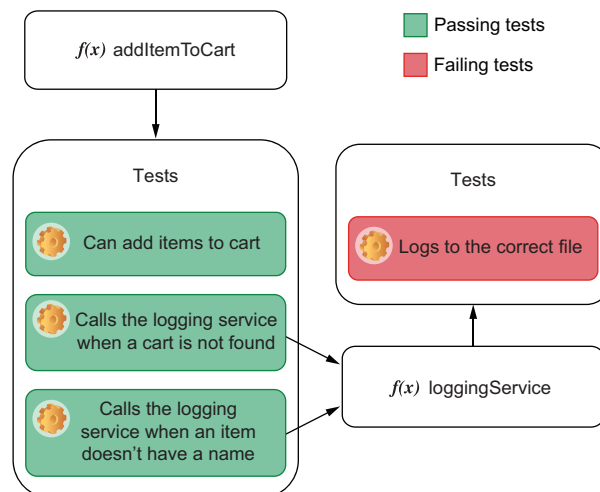 f(x) addItemToCart
Passing tests
Failing tests
Tests
Can add items to cart
Calls the logging service
when a cart is not found
Calls the logging
service when an item
doesn’t have a name
Tests
Logs to the correct file
f(x) loggingService